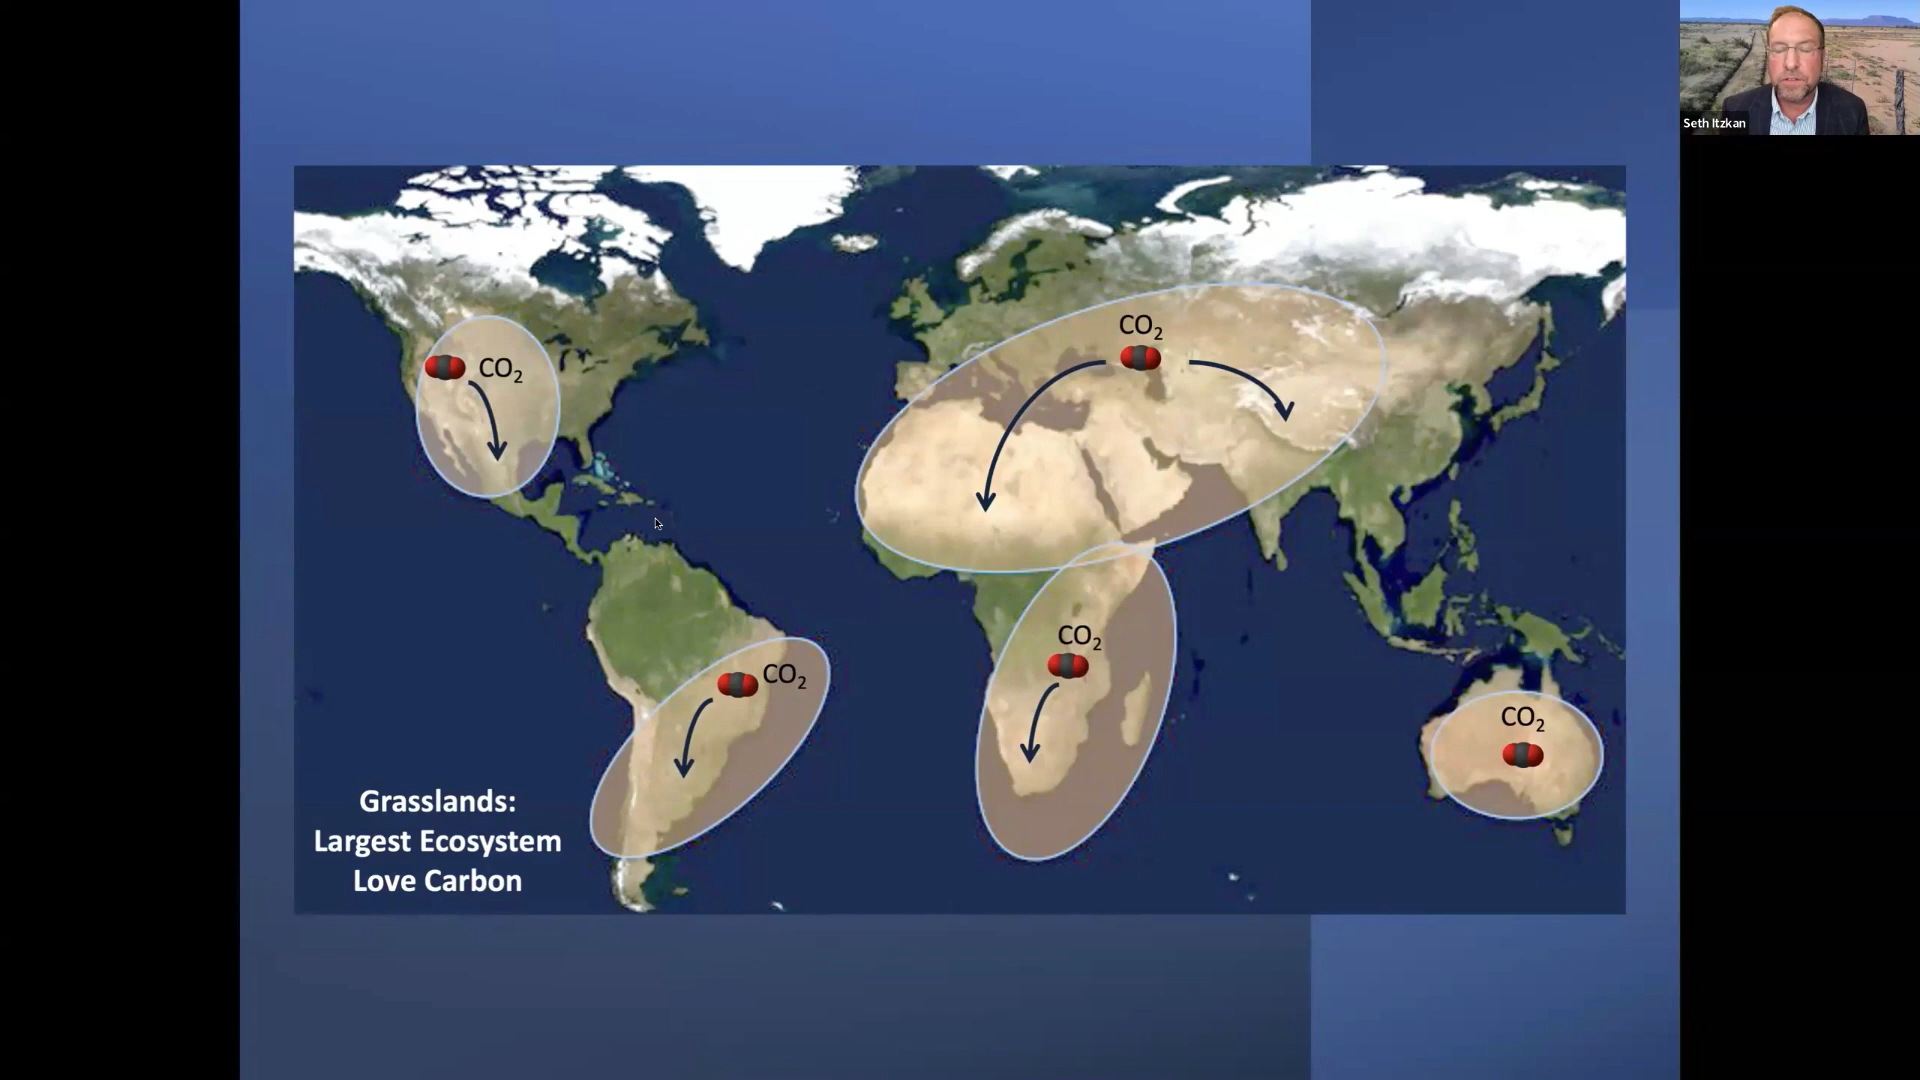 Seth Itzkan
CO₂
CO₂
CO₂
CO₂
CO₂
Grasslands:
Largest Ecosystem
Love Carbon